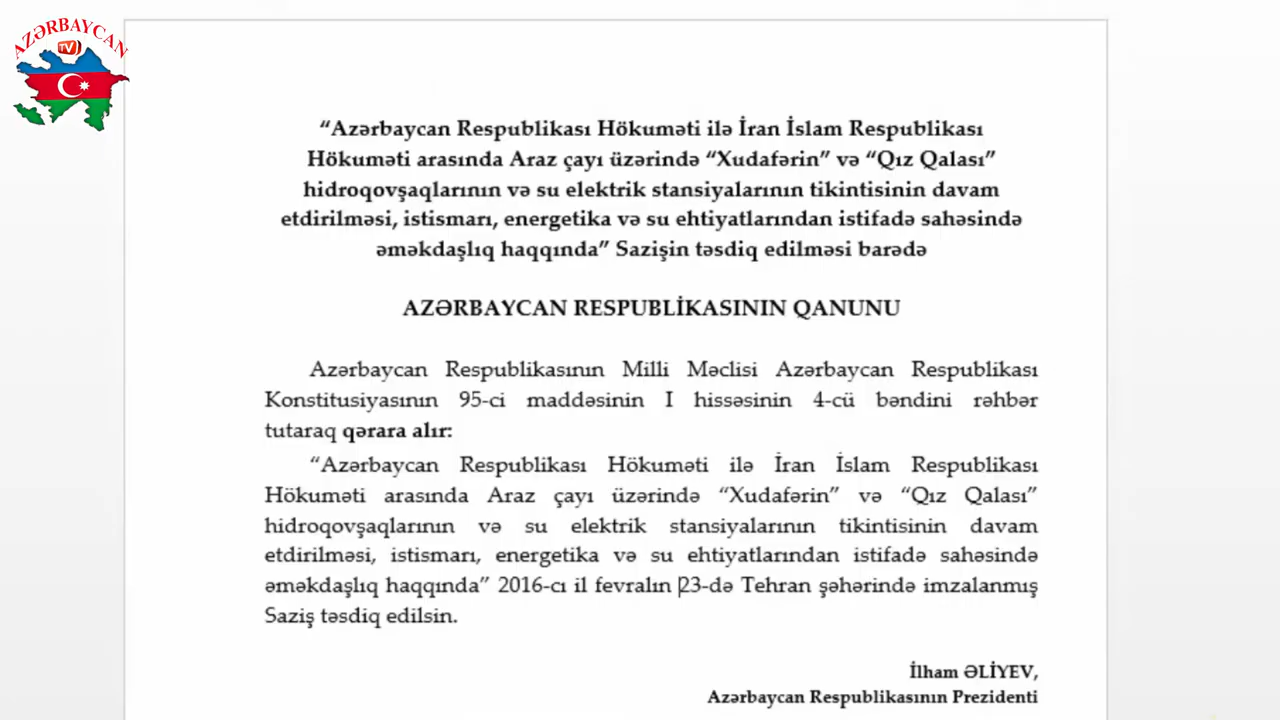 AZƏRBAYCAN
TV
“Azərbaycan Respublikası Hökuməti ilə İran İslam Respublikası
Hökuməti arasında Araz çayı üzərində “Xudafərin” və “Qız Qalası”
hidroqovşaqlarının və su elektrik stansiyalarının tikintisinin davam
etdirilməsi, istismarı, energetika və su ehtiyatlarından istifadə sahəsində
əməkdaşlıq haqqında” Sazişin təsdiq edilməsi barədə
AZƏRBAYCAN RESPUBLİKASININ QANUNU
Azərbaycan Respublikasının Milli Məclisi Azərbaycan Respublikası
Konstitusiyasının 95-ci maddəsinin I hissəsinin 4-cü bəndini rəhbər
tutaraq qərara alır:
“Azərbaycan Respublikası Hökuməti ilə İran İslam Respublikası
Hökuməti arasında Araz çayı üzərində “Xudafərin” və “Qız Qalası”
hidroqovşaqlarının və su elektrik stansiyalarının tikintisinin davam
etdirilməsi, istismarı, energetika və su ehtiyatlarından istifadə sahəsində
əməkdaşlıq haqqında” 2016-cı il fevralın 23-də Tehran şəhərində imzalanmış
Saziş təsdiq edilsin.
İlham ƏLİYEV,
Azərbaycan Respublikasının Prezidenti